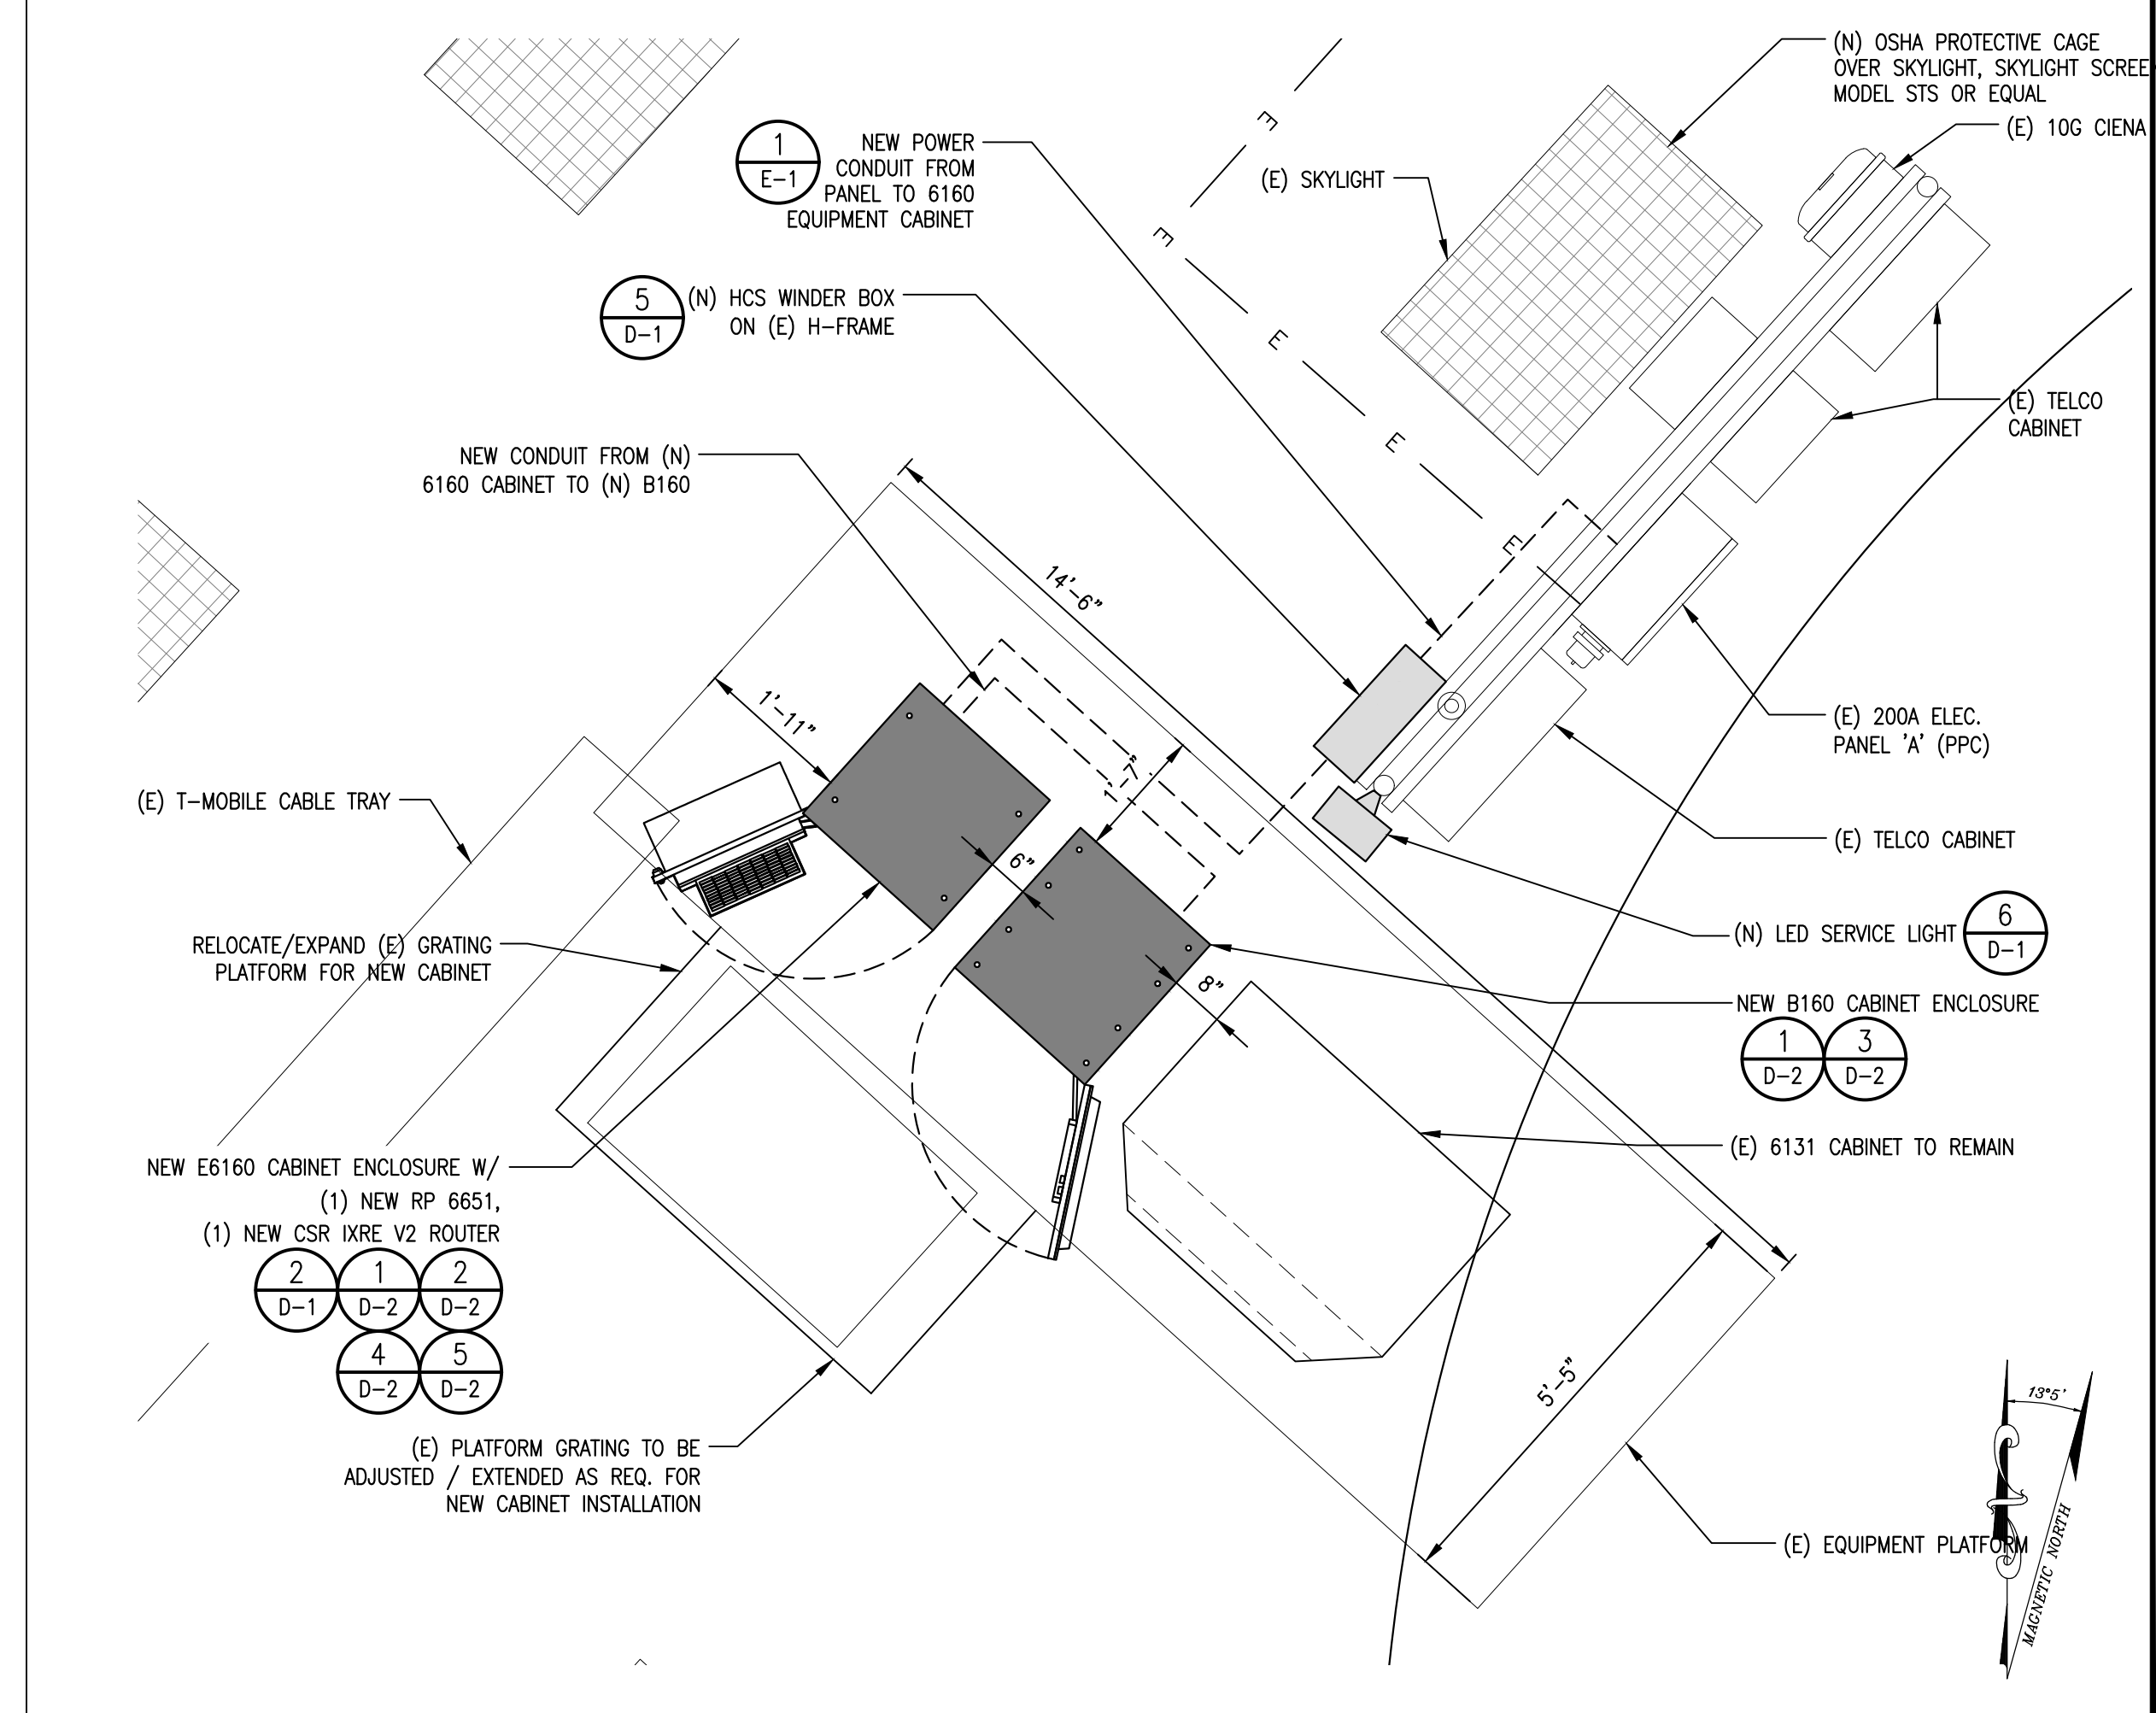 (N) OSHA PROTECTIVE CAGE
OVER SKYLIGHT, SKYLIGHT SCREE
MODEL STS OR EQUAL
(E) 10G CIENA
1
E-1
NEW POWER
CONDUIT FROM
PANEL TO 6160
EQUIPMENT CABINET
(E) SKYLIGHT
E
E
E
E
E
5
D-1
(N) HCS WINDER BOX
ON (E) H-FRAME
(E) TELCO
CABINET
NEW CONDUIT FROM (N)
6160 CABINET TO (N) B160
14'-6"
1'-11"
1'-7"
6"
8"
5'-5"
(E) 200A ELEC.
PANEL 'A' (PPC)
(E) T-MOBILE CABLE TRAY
(E) TELCO CABINET
(N) LED SERVICE LIGHT
6
D-1
RELOCATE/EXPAND (E) GRATING
PLATFORM FOR NEW CABINET
NEW B160 CABINET ENCLOSURE
1
D-2
3
D-2
(E) 6131 CABINET TO REMAIN
NEW E6160 CABINET ENCLOSURE W/
(1) NEW RP 6651,
(1) NEW CSR IXRE V2 ROUTER
2
D-1
1
D-2
2
D-2
4
D-2
5
D-2
(E) PLATFORM GRATING TO BE
ADJUSTED / EXTENDED AS REQ. FOR
NEW CABINET INSTALLATION
(E) EQUIPMENT PLATFORM
13°5'
MAGNETIC NORTH